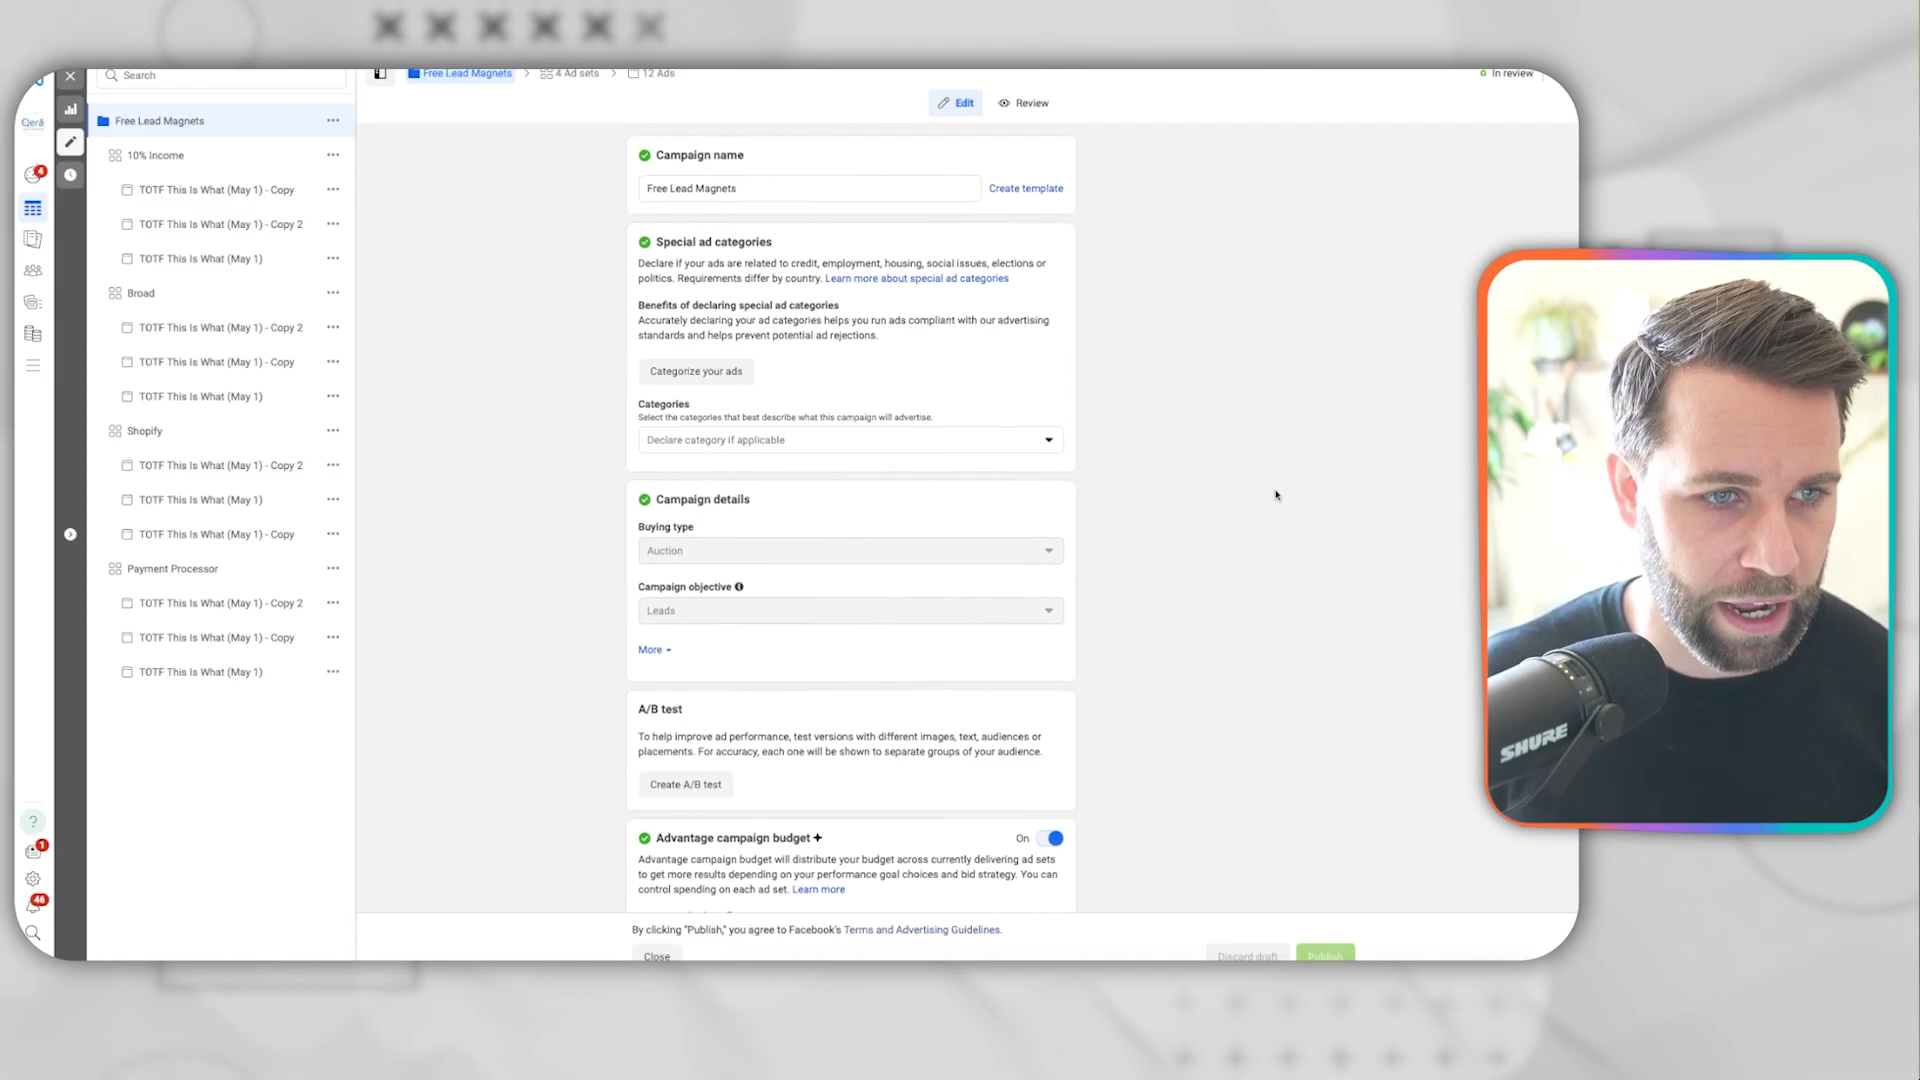 Search
Free Lead Magnets
4 Ad sets
12 Ads
In review
Edit
Review
Qerā
Free Lead Magnets
10% Income
TOTF This Is What (May 1) - Copy
TOTF This Is What (May 1) - Copy 2
TOTF This Is What (May 1)
Broad
TOTF This Is What (May 1) - Copy 2
TOTF This Is What (May 1) - Copy
TOTF This Is What (May 1)
Shopify
TOTF This Is What (May 1) - Copy 2
TOTF This Is What (May 1)
TOTF This Is What (May 1) - Copy
Payment Processor
TOTF This Is What (May 1) - Copy 2
TOTF This Is What (May 1) - Copy
TOTF This Is What (May 1)
4
1
46
Campaign name
Free Lead Magnets
Create template
Special ad categories
Declare if your ads are related to credit, employment, housing, social issues, elections or
politics. Requirements differ by country. Learn more about special ad categories
Benefits of declaring special ad categories
Accurately declaring your ad categories helps you run ads compliant with our advertising
standards and helps prevent potential ad rejections.
Categorize your ads
Categories
Select the categories that best describe what this campaign will advertise.
Declare category if applicable
Campaign details
Buying type
Auction
Campaign objective
Leads
More
A/B test
To help improve ad performance, test versions with different images, text, audiences or
placements. For accuracy, each one will be shown to separate groups of your audience.
Create A/B test
Advantage campaign budget
On
Advantage campaign budget will distribute your budget across currently delivering ad sets
to get more results depending on your performance goal choices and bid strategy. You can
control spending on each ad set. Learn more
By clicking "Publish," you agree to Facebook's Terms and Advertising Guidelines.
Close
Discard draft
Publish
SHURE